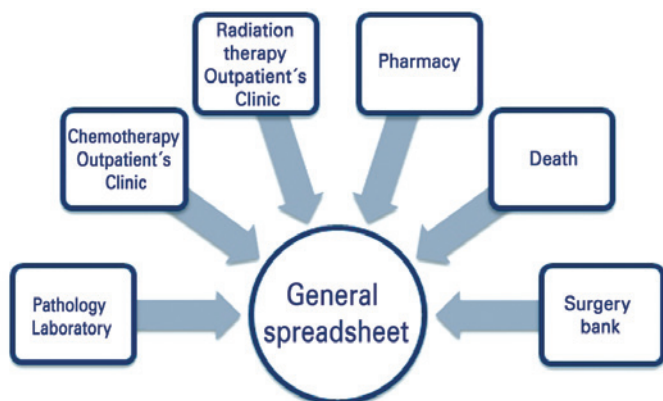 Radiation
therapy
Outpatient´s
Clinic
Pharmacy
Chemotherapy
Outpatient´s
Clinic
Death
Pathology
Laboratory
General
spreadsheet
Surgery
bank